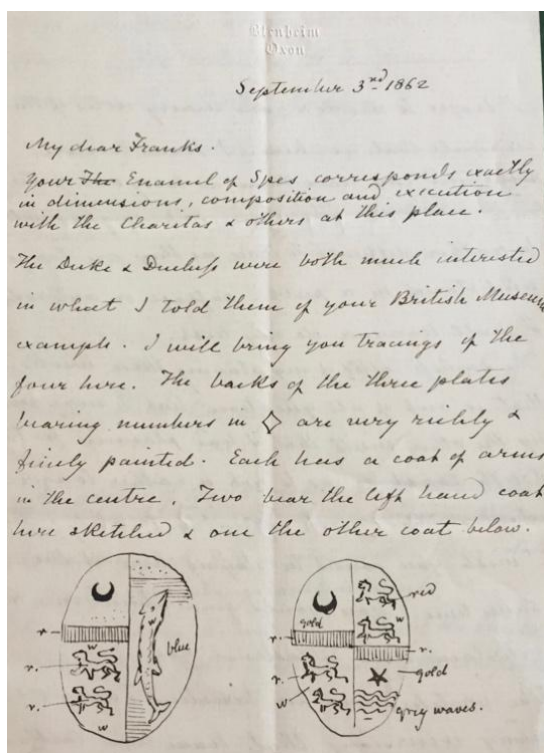 Blenheim
Oxon
September 3rd 1862
My dear Franks.
Your The Enamel of Spes corresponds exactly
in dimensions, composition and execution
with the Charitas & others at this place.
The Duke & Duchess were both much interested
in what I told them of your British Museum
example. I will bring you tracings of the
four here. The backs of the three plates
bearing numbers in ◇ are very richly &
finely painted. Each has a coat of arms
in the centre. Two bear the left hand coat
here sketched & one the other coat below.
r. w r. r. w w blue
gold r. r. w red w r. gold grey waves.